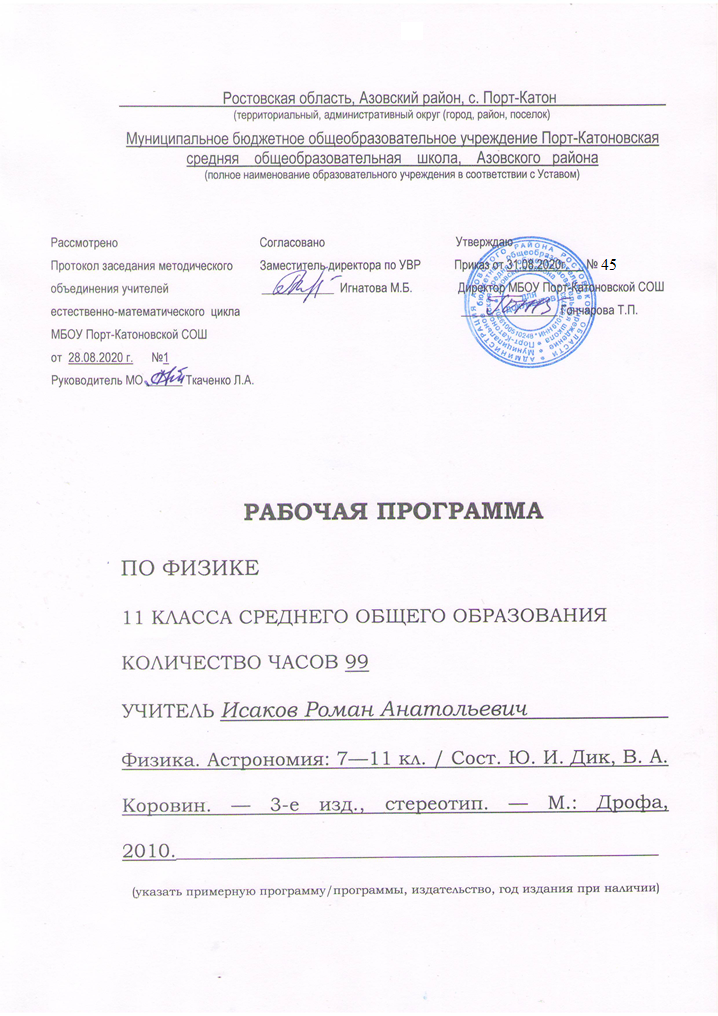 Ростовская область, Азовский район, с. Порт-Катон
(территориальный, административный округ (город, район, поселок)
Муниципальное бюджетное общеобразовательное учреждение Порт-Катоновская
средняя общеобразовательная школа, Азовского района
(полное наименование образовательного учреждения в соответствии с Уставом)
Рассмотрено
Протокол заседания методического
объединения учителей
естественно-математического цикла
МБОУ Порт-Катоновской СОШ
от 28.08.2020 г. №1
Руководитель МО Ткаченко Л.А.
Согласовано
Заместитель директора по УВР
Игнатова М.Б.
Утверждаю
Приказ от 31.08.2020г. № 45
Директор МБОУ Порт-Катоновской СОШ
Гончарова Т.П.
РАБОЧАЯ ПРОГРАММА
ПО ФИЗИКЕ
11 КЛАССА СРЕДНЕГО ОБЩЕГО ОБРАЗОВАНИЯ
КОЛИЧЕСТВО ЧАСОВ 99
УЧИТЕЛЬ Исаков Роман Анатольевич
Физика. Астрономия: 7—11 кл. / Сост. Ю. И. Дик, В. А.
Коровин. — 3-е изд., стереотип. — М.: Дрофа,
2010.
(указать примерную программу/программы, издательство, год издания при наличии)